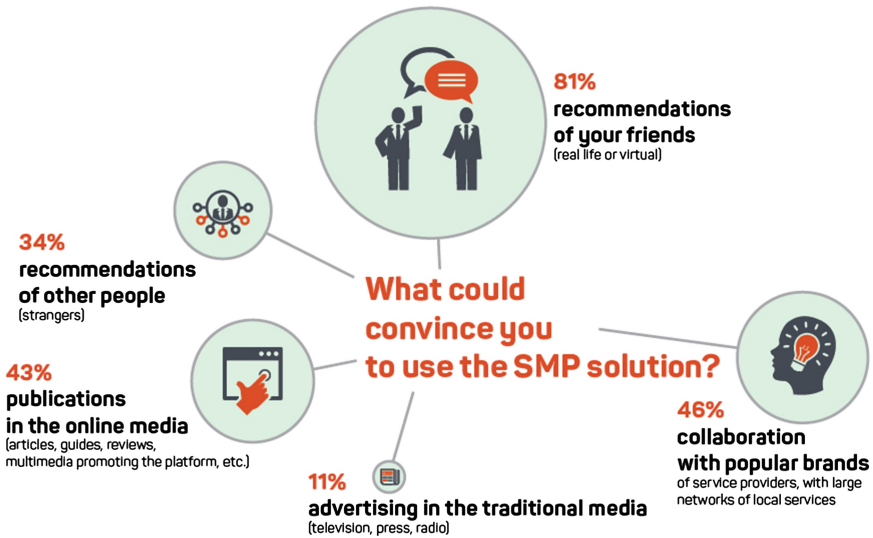 81%
recommendations
of your friends
(real life or virtual)
34%
recommendations
of other people
(strangers)
What could
convince you
to use the SMP solution?
43%
publications
in the online media
(articles, guides, reviews,
multimedia promoting the platform, etc.)
46%
collaboration
with popular brands
of service providers, with large
networks of local services
11%
advertising in the traditional media
(television, press, radio)